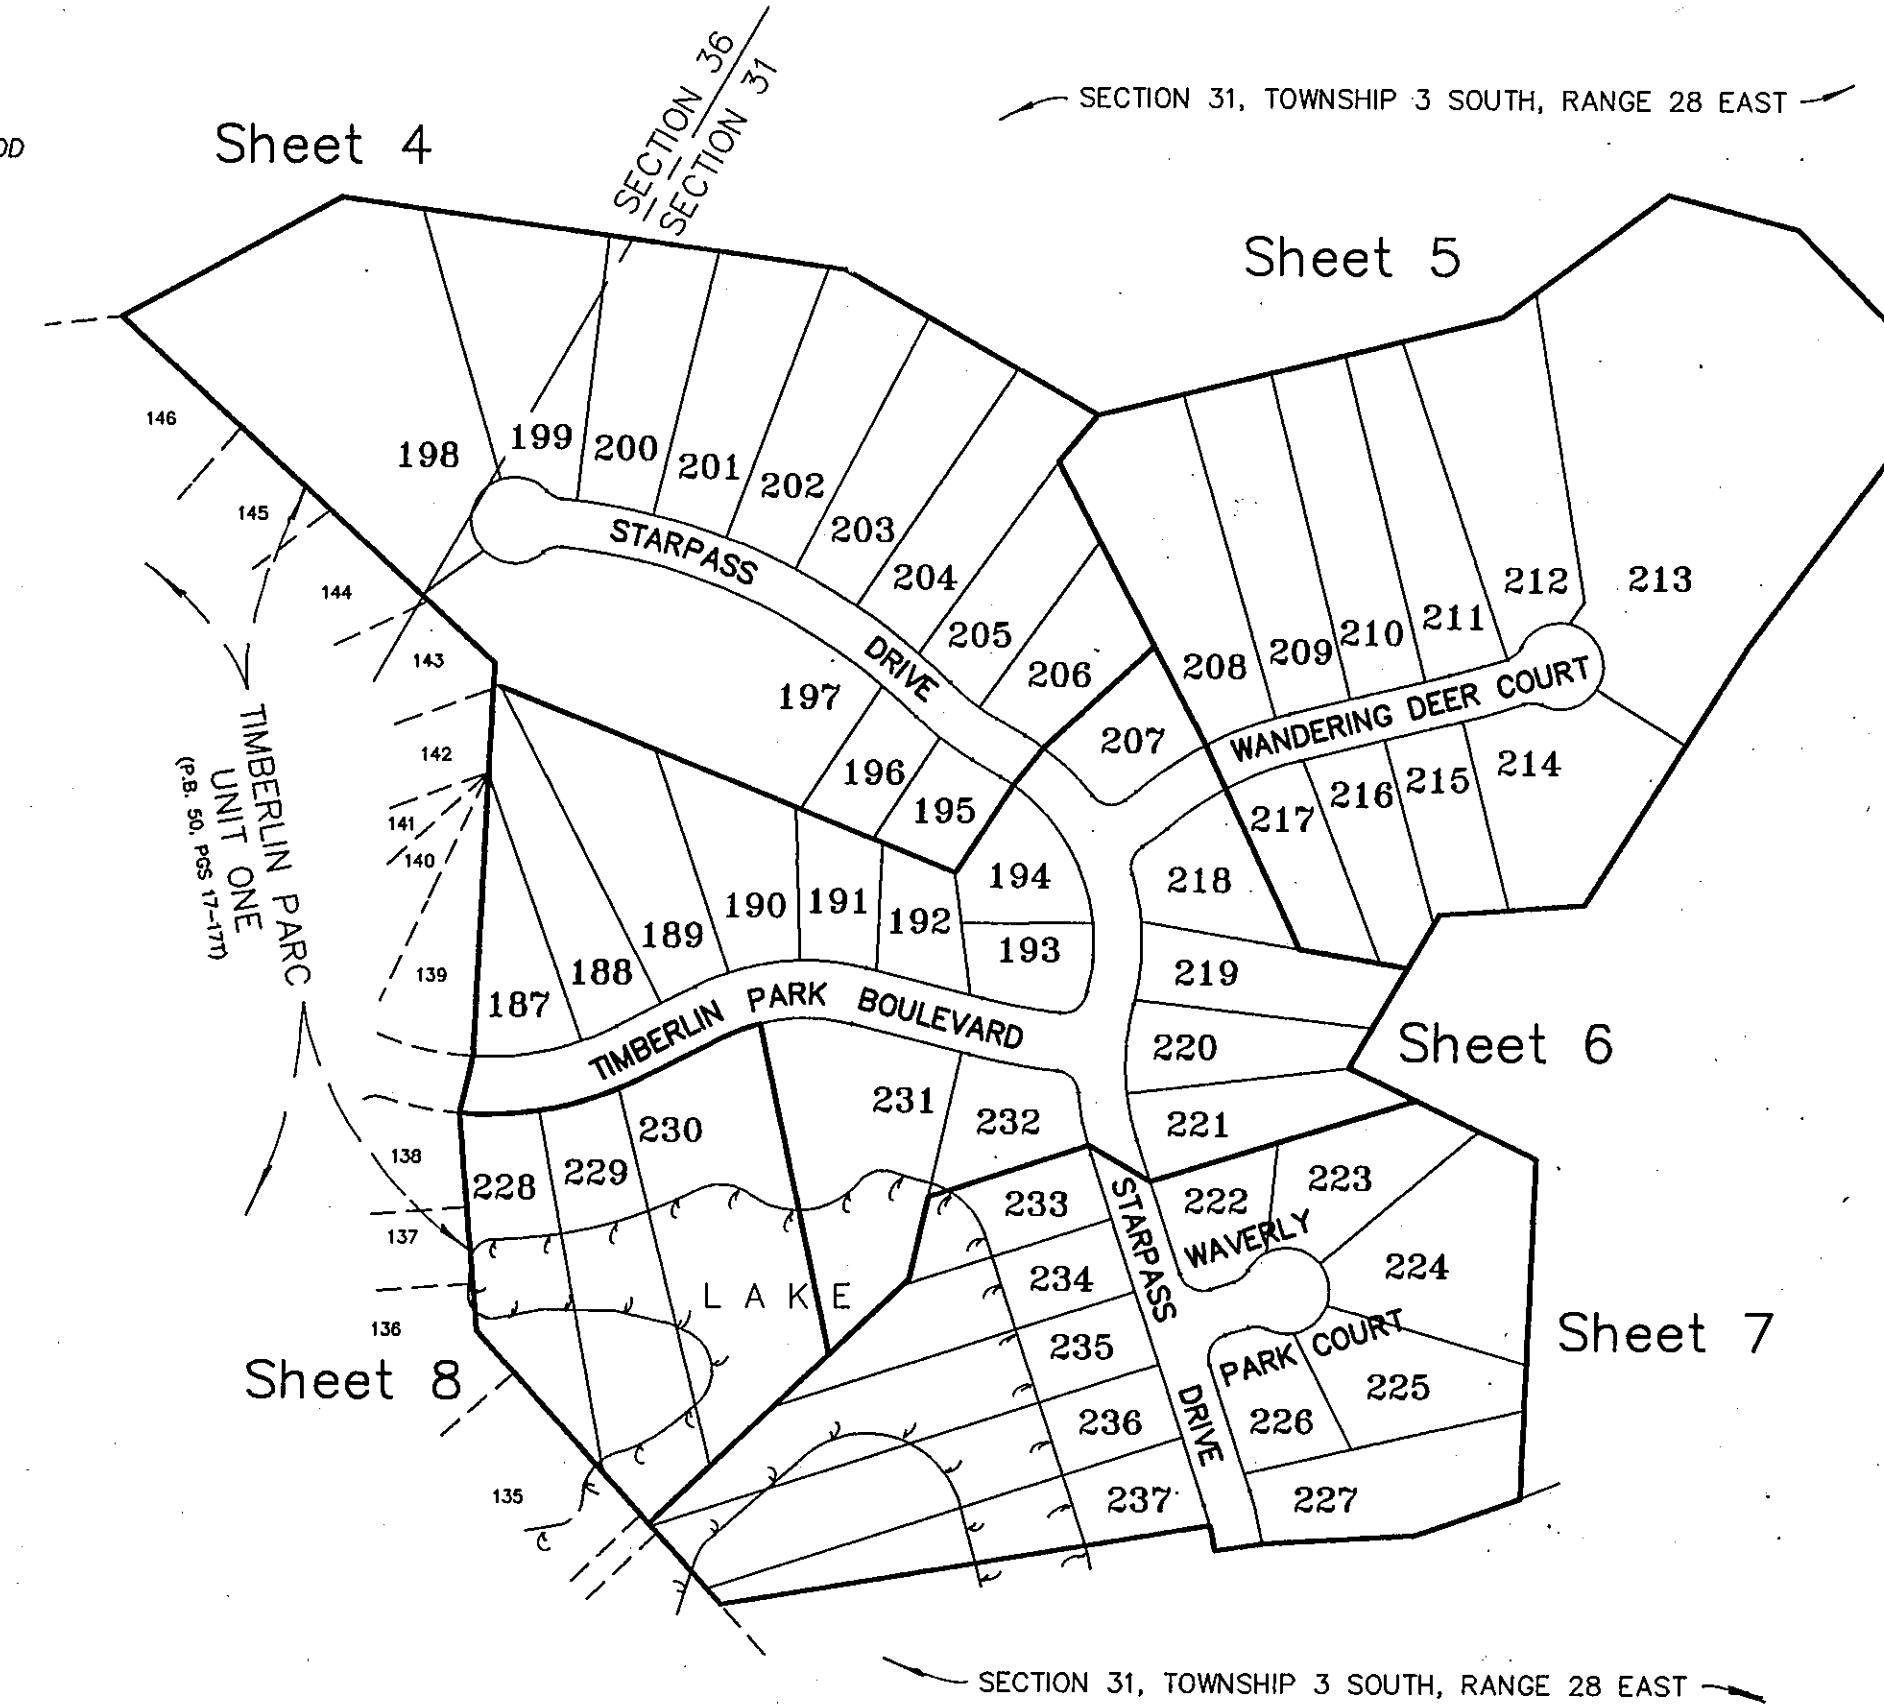 SECTION 36
SECTION 31
SECTION 31, TOWNSHIP 3 SOUTH, RANGE 28 EAST
OD
Sheet 4
Sheet 5
146
198
199
200
201
202
203
204
205
206
145
144
143
STARPASS
DRIVE
197
196
195
207
208
209
210
211
212
213
WANDERING DEER COURT
214
215
216
217
142
141
140
139
TIMBERLIN PARC
UNIT ONE
(P.B. 50, PGS 17-17T)
187
188
189
190
191
192
193
194
218
219
220
221
TIMBERLIN PARK BOULEVARD
Sheet 6
138
137
136
135
228
229
230
231
232
LAKE
Sheet 8
233
234
235
236
237
STARPASS
DRIVE
222
223
WAVERLY
PARK COURT
224
225
226
227
Sheet 7
SECTION 31, TOWNSHIP 3 SOUTH, RANGE 28 EAST